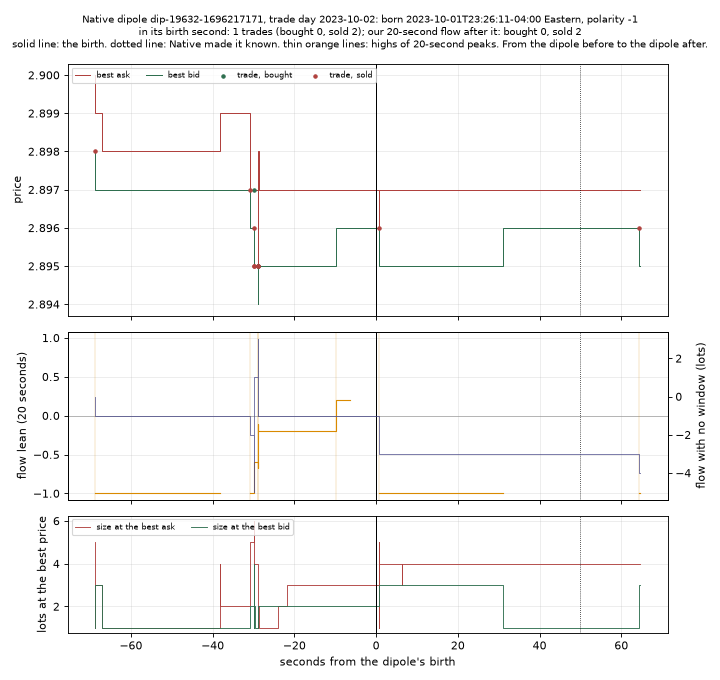 Native dipole dip-19632-1696217171, trade day 2023-10-02: born 2023-10-01T23:26:11-04:00 Eastern, polarity -1
in its birth second: 1 trades (bought 0, sold 2); our 20-second flow after it: bought 0, sold 2
solid line: the birth. dotted line: Native made it known. thin orange lines: highs of 20-second peaks. From the dipole before to the dipole after.
best ask best bid trade, bought trade, sold
2.900
2.899
2.898
2.897
2.896
2.895
2.894
price
1.0
0.5
0.0
−0.5
−1.0
flow lean (20 seconds)
2
0
−2
−4
flow with no window (lots)
size at the best ask size at the best bid
6
4
2
lots at the best price
−60 −40 −20 0 20 40 60
seconds from the dipole's birth